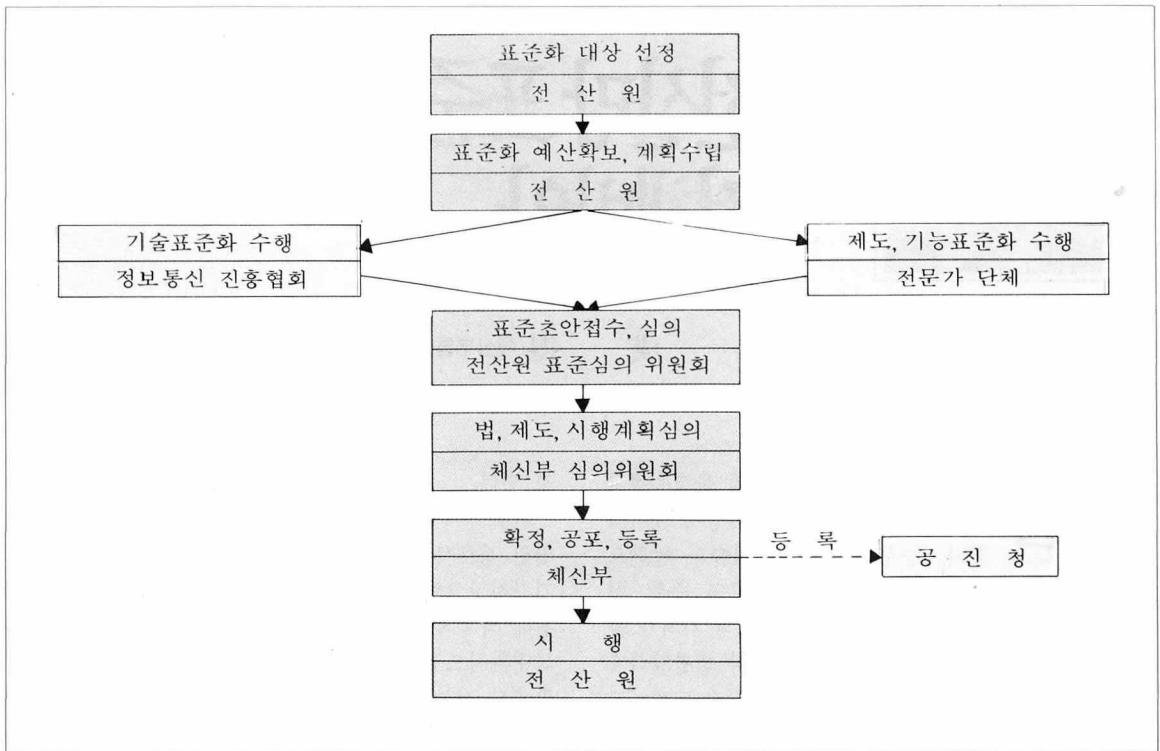 표준화 대상 선정
전 산 원
표준화 예산확보, 계획수립
전 산 원
기술표준화 수행
정보통신 진흥협회
제도, 기능표준화 수행
전문가 단체
표준초안접수, 심의
전산원 표준심의 위원회
법, 제도, 시행계획심의
체신부 심의위원회
확정, 공포, 등록
체신부
등 록
공 진 청
시 행
전 산 원